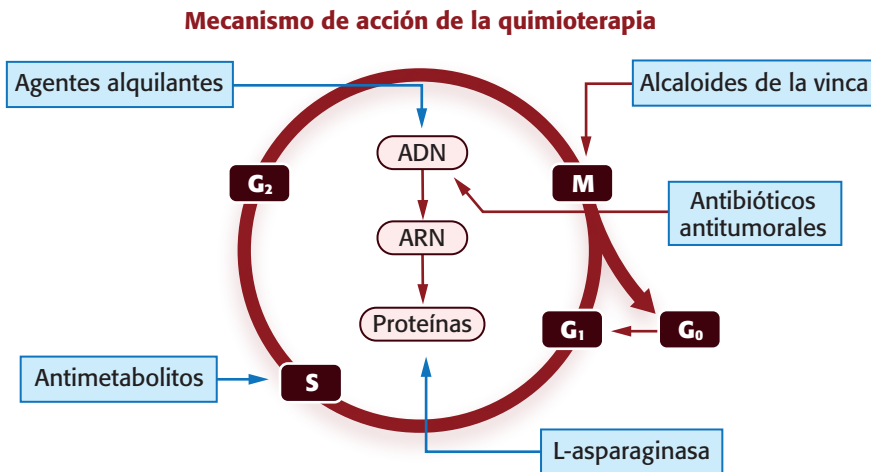 Mecanismo de acción de la quimioterapia
Agentes alquilantes
Alcaloides de la vinca
ADN
G₂
M
Antibióticos
antitumorales
ARN
Proteínas
G₁
G₀
Antimetabolitos
S
L-asparaginasa